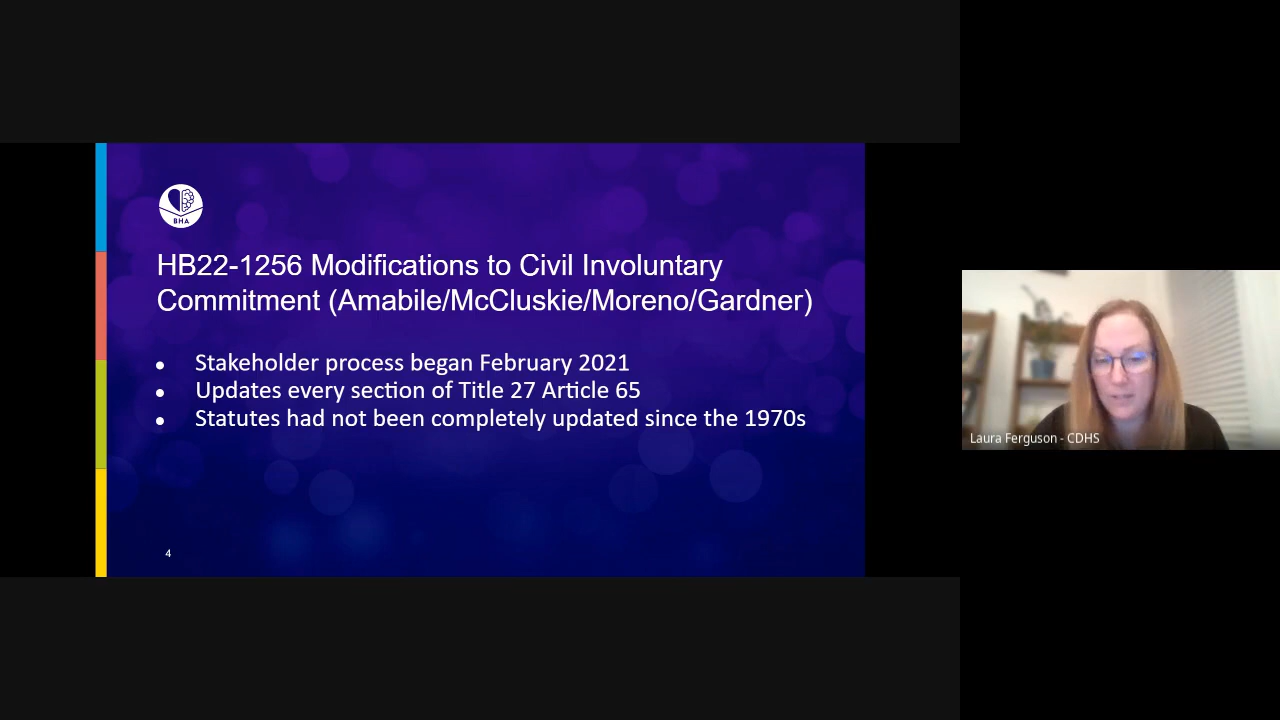 BHA
HB22-1256 Modifications to Civil Involuntary
Commitment (Amabile/McCluskie/Moreno/Gardner)
● Stakeholder process began February 2021
● Updates every section of Title 27 Article 65
● Statutes had not been completely updated since the 1970s
4
Laura Ferguson - CDHS